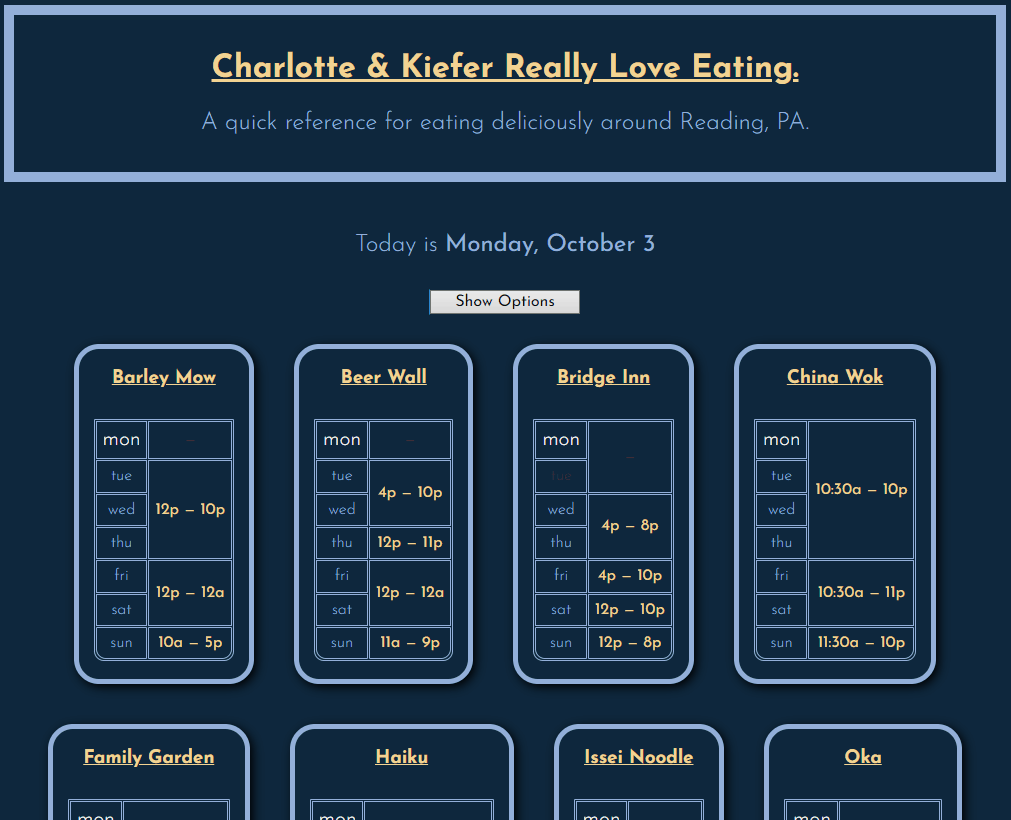 Charlotte & Kiefer Really Love Eating.
A quick reference for eating deliciously around Reading, PA.
Today is Monday, October 3
Show Options
Barley Mow
mon –
tue
wed 12p – 10p
thu
fri
12p – 12a
sat
sun 10a – 5p
Beer Wall
mon –
tue
4p – 10p
wed
thu 12p – 11p
fri
12p – 12a
sat
sun 11a – 9p
Bridge Inn
mon
–
tue
wed
4p – 8p
thu
fri 4p – 10p
sat 12p – 10p
sun 12p – 8p
China Wok
mon
tue
10:30a – 10p
wed
thu
fri
10:30a – 11p
sat
sun 11:30a – 10p
Family Garden
mon
Haiku
mon
Issei Noodle
mon
Oka
mon